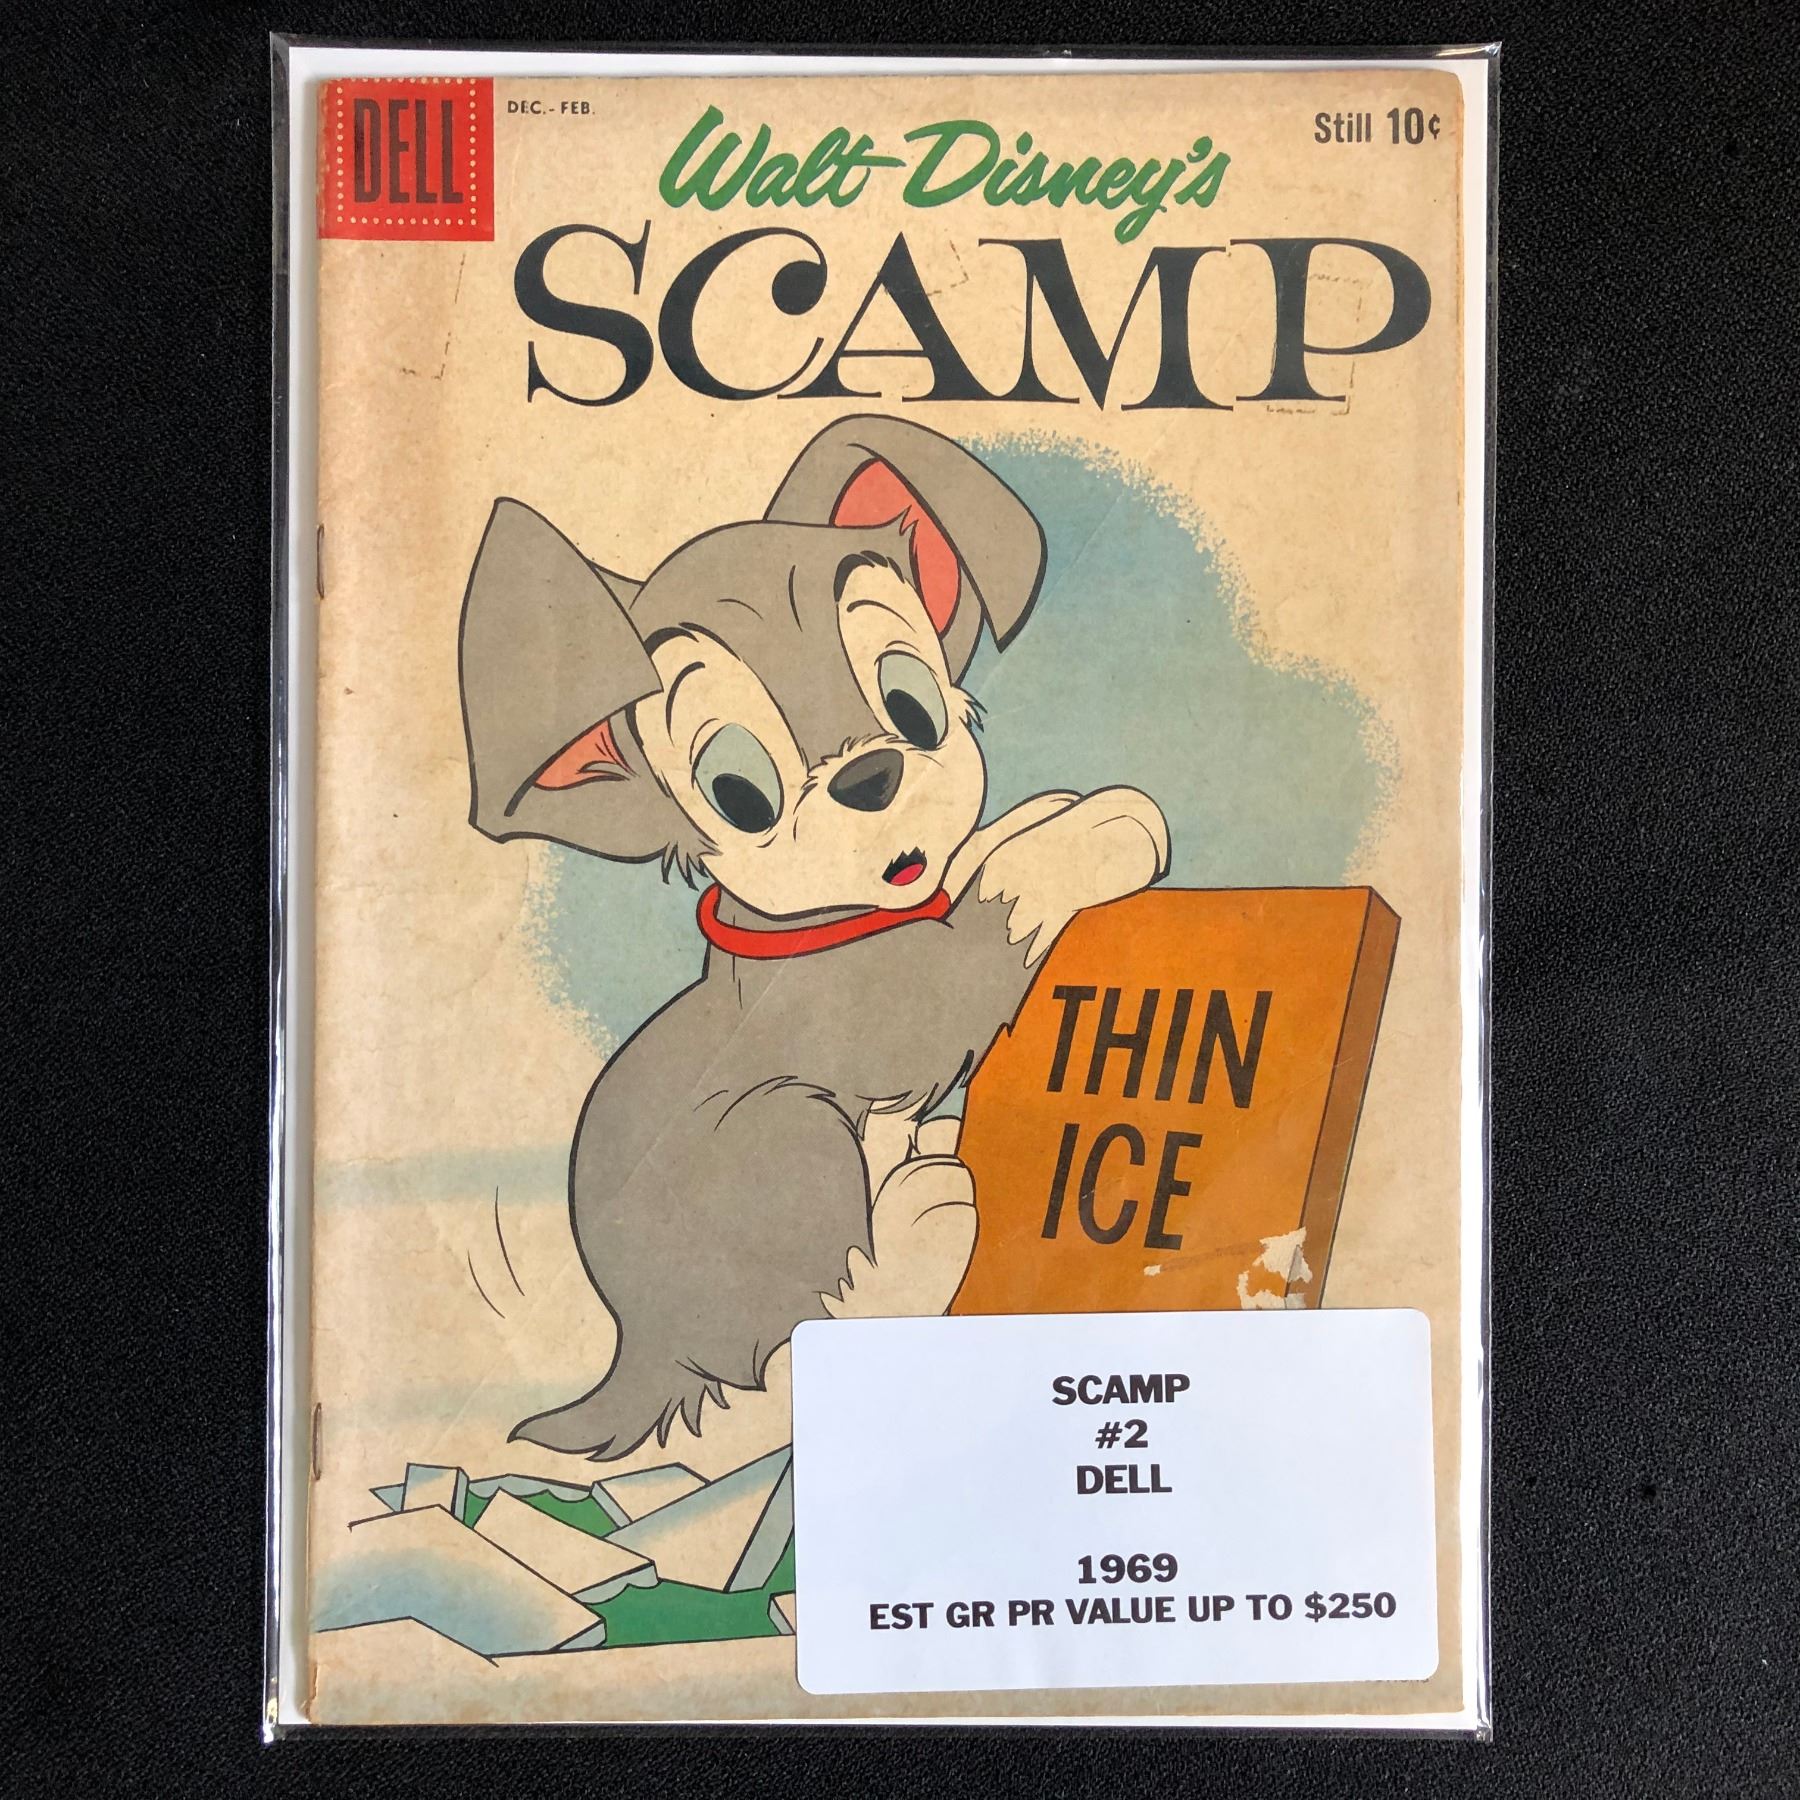 DELL
DEC.-FEB.
Still 10¢
Walt Disney's
SCAMP
THIN
ICE
SCAMP
#2
DELL
1969
EST GR PR VALUE UP TO $250